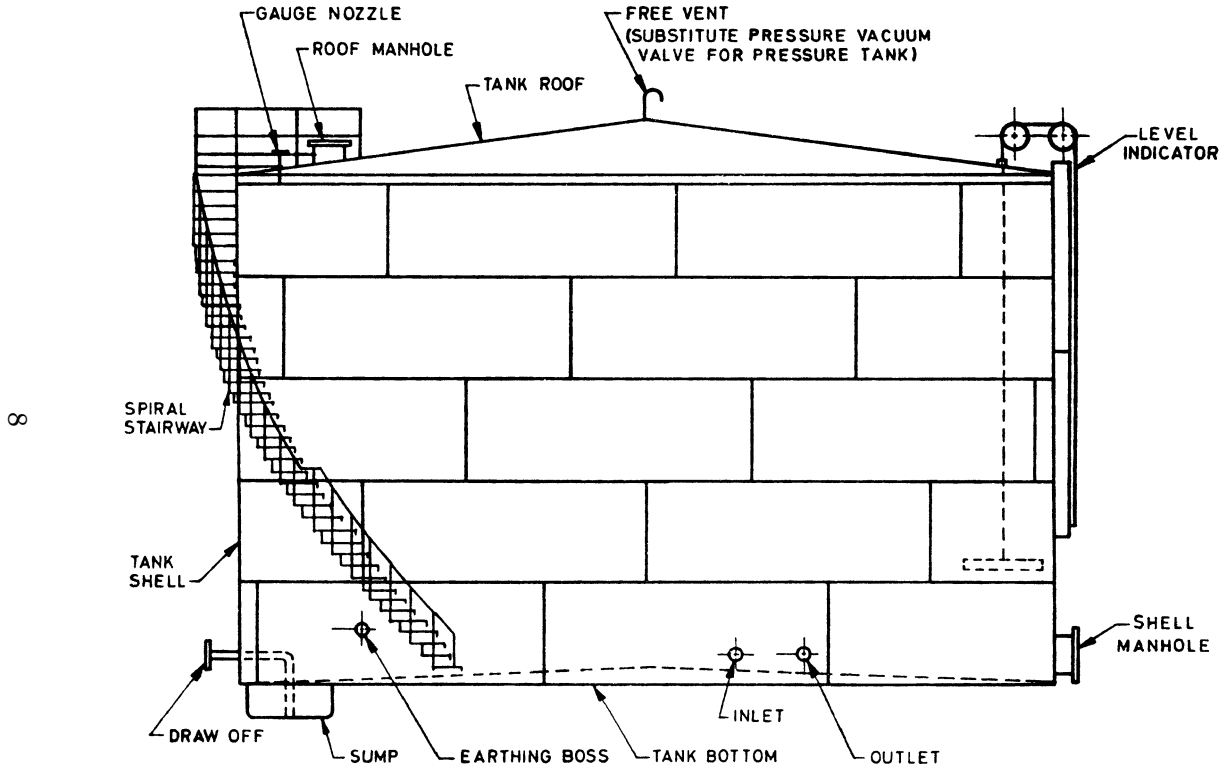 GAUGE NOZZLE
ROOF MANHOLE
TANK ROOF
FREE VENT
(SUBSTITUTE PRESSURE VACUUM
VALVE FOR PRESSURE TANK)
LEVEL
INDICATOR
8
SPIRAL
STAIRWAY
TANK
SHELL
SHELL
MANHOLE
DRAW OFF
SUMP
EARTHING BOSS
TANK BOTTOM
INLET
OUTLET